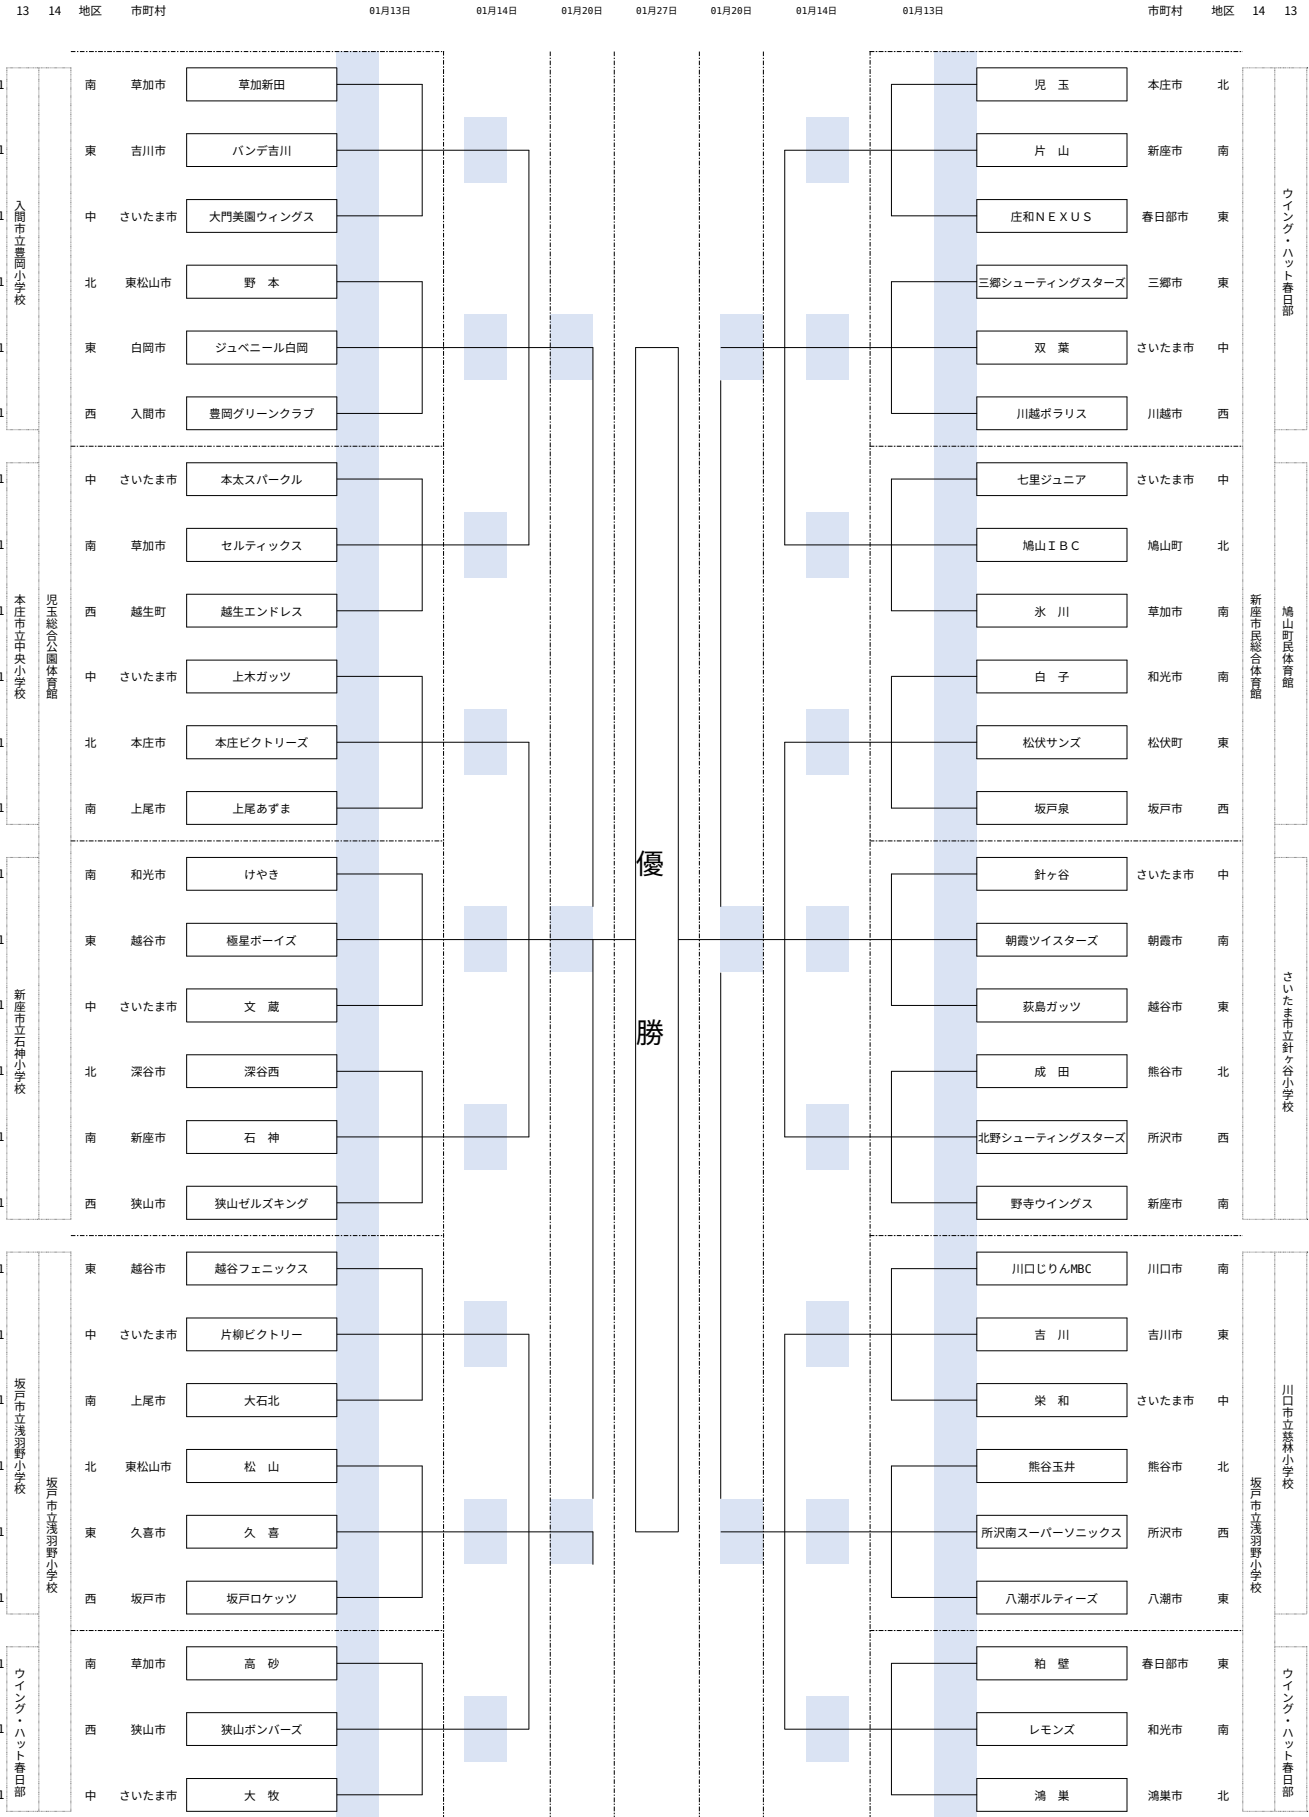 13 14 地区 市町村 01月13日 01月14日 01月20日 01月27日 01月20日 01月14日 01月13日 市町村 地区 14 13
1 南 草加市 草加新田 児　玉 本庄市 北
1 東 吉川市 バンデ吉川 片　山 新座市 南
1 中 さいたま市 大門美園ウィングス 庄和ＮＥＸＵＳ 春日部市 東
1 北 東松山市 野　本 三郷シューティングスターズ 三郷市 東
1 東 白岡市 ジュベニール白岡 双　葉 さいたま市 中
1 西 入間市 豊岡グリーンクラブ 川越ポラリス 川越市 西
入間市立豊岡小学校
ウイング・ハット春日部
1 中 さいたま市 本太スパークル 七里ジュニア さいたま市 中
1 南 草加市 セルティックス 鳩山ＩＢＣ 鳩山町 北
1 西 越生町 越生エンドレス 氷　川 草加市 南
1 中 さいたま市 上木ガッツ 白　子 和光市 南
1 北 本庄市 本庄ビクトリーズ 松伏サンズ 松伏町 東
1 南 上尾市 上尾あずま 坂戸泉 坂戸市 西
本庄市立中央小学校
児玉総合公園体育館
新座市民総合体育館
鳩山町民体育館
優
勝
1 南 和光市 けやき 針ヶ谷 さいたま市 中
1 東 越谷市 極星ボーイズ 朝霞ツイスターズ 朝霞市 南
1 中 さいたま市 文　蔵 荻島ガッツ 越谷市 東
1 北 深谷市 深谷西 成　田 熊谷市 北
1 南 新座市 石　神 北野シューティングスターズ 所沢市 西
1 西 狭山市 狭山ゼルズキング 野寺ウイングス 新座市 南
新座市立石神小学校
さいたま市立針ヶ谷小学校
1 東 越谷市 越谷フェニックス 川口じりんMBC 川口市 南
1 中 さいたま市 片柳ビクトリー 吉　川 吉川市 東
1 南 上尾市 大石北 栄　和 さいたま市 中
1 北 東松山市 松　山 熊谷玉井 熊谷市 北
1 東 久喜市 久　喜 所沢南スーパーソニックス 所沢市 西
1 西 坂戸市 坂戸ロケッツ 八潮ボルティーズ 八潮市 東
坂戸市立浅羽野小学校
坂戸市立浅羽野小学校
坂戸市立浅羽野小学校
川口市立慈林小学校
1 南 草加市 高　砂 粕　壁 春日部市 東
1 西 狭山市 狭山ボンバーズ レモンズ 和光市 南
1 中 さいたま市 大　牧 鴻　巣 鴻巣市 北
ウイング・ハット春日部
ウイング・ハット春日部